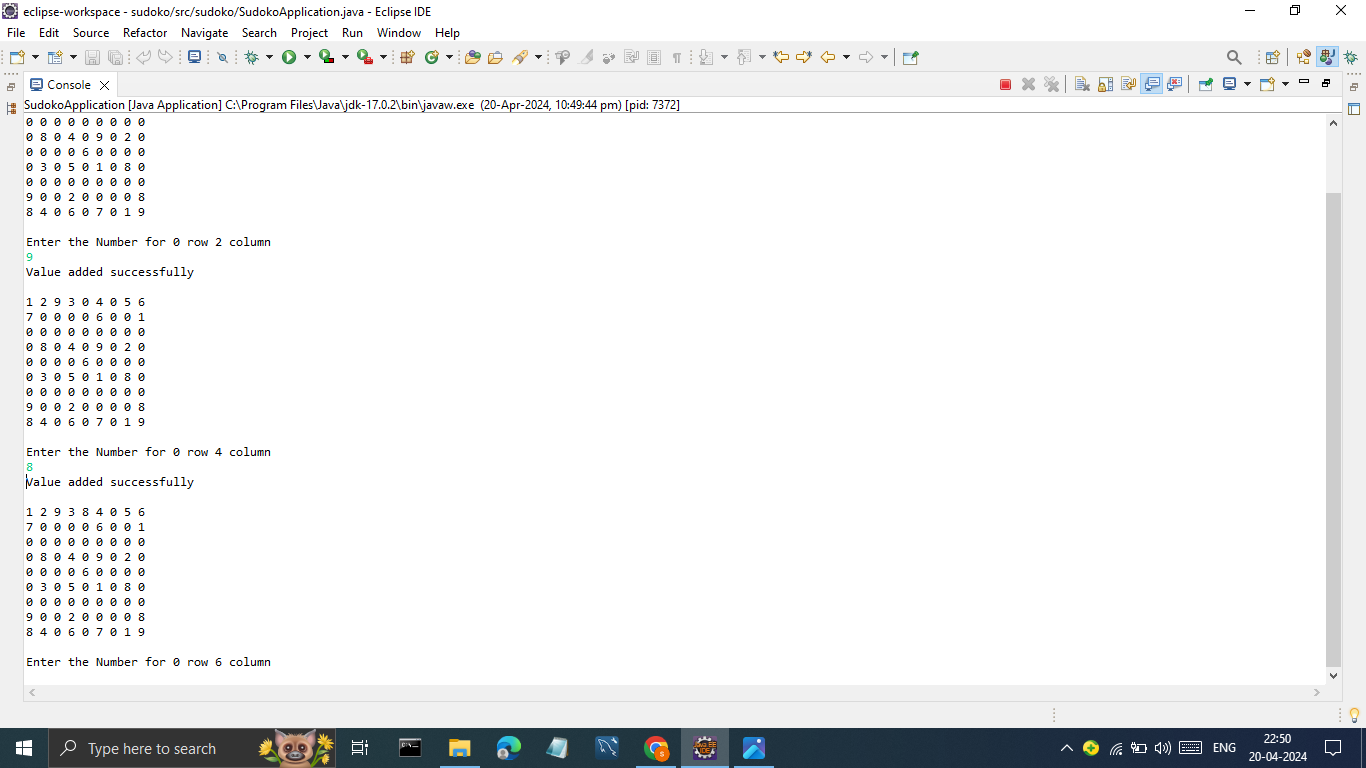 eclipse-workspace - sudoko/src/sudoko/SudokoApplication.java - Eclipse IDE
File Edit Source Refactor Navigate Search Project Run Window Help
Console
SudokoApplication [Java Application] C:\Program Files\Java\jdk-17.0.2\bin\javaw.exe (20-Apr-2024, 10:49:44 pm) [pid: 7372]
0 0 0 0 0 0 0 0 0
0 8 0 4 0 9 0 2 0
0 0 0 0 6 0 0 0 0
0 3 0 5 0 1 0 8 0
0 0 0 0 0 0 0 0 0
9 0 0 2 0 0 0 0 8
8 4 0 6 0 7 0 1 9
Enter the Number for 0 row 2 column
9
Value added successfully
1 2 9 3 0 4 0 5 6
7 0 0 0 0 6 0 0 1
0 0 0 0 0 0 0 0 0
0 8 0 4 0 9 0 2 0
0 0 0 0 6 0 0 0 0
0 3 0 5 0 1 0 8 0
0 0 0 0 0 0 0 0 0
9 0 0 2 0 0 0 0 8
8 4 0 6 0 7 0 1 9
Enter the Number for 0 row 4 column
8
Value added successfully
1 2 9 3 8 4 0 5 6
7 0 0 0 0 6 0 0 1
0 0 0 0 0 0 0 0 0
0 8 0 4 0 9 0 2 0
0 0 0 0 6 0 0 0 0
0 3 0 5 0 1 0 8 0
0 0 0 0 0 0 0 0 0
9 0 0 2 0 0 0 0 8
8 4 0 6 0 7 0 1 9
Enter the Number for 0 row 6 column
Type here to search
ENG
22:50
20-04-2024